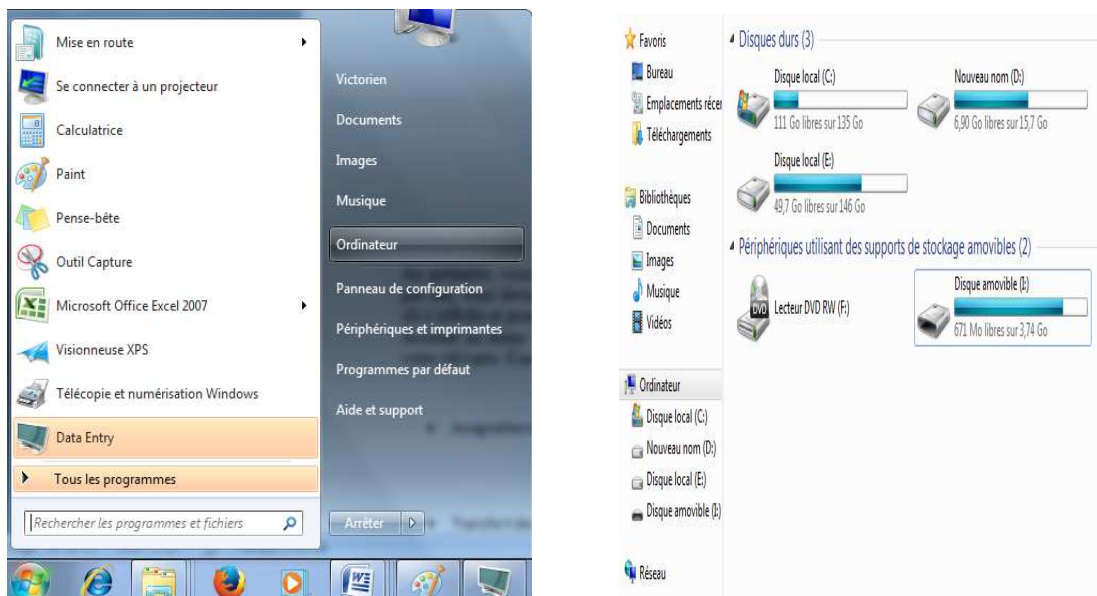 Mise en route
Se connecter à un projecteur
Calculatrice
Paint
Pense-bête
Outil Capture
Microsoft Office Excel 2007
Visionneuse XPS
Télécopie et numérisation Windows
Data Entry
Tous les programmes
Rechercher les programmes et fichiers
Victorien
Documents
Images
Musique
Ordinateur
Panneau de configuration
Périphériques et imprimantes
Programmes par défaut
Aide et support
Arrêter
Favoris
Bureau
Emplacements récer
Téléchargements
Bibliothèques
Documents
Images
Musique
Vidéos
Ordinateur
Disque local (C:)
Nouveau nom (D:)
Disque local (E:)
Disque amovible (I:)
Réseau
Disques durs (3)
Disque local (C:)
111 Go libres sur 135 Go
Nouveau nom (D:)
6,90 Go libres sur 15,7 Go
Disque local (E:)
49,7 Go libres sur 146 Go
Périphériques utilisant des supports de stockage amovibles (2)
DVD
Lecteur DVD RW (F:)
Disque amovible (I:)
671 Mo libres sur 3,74 Go